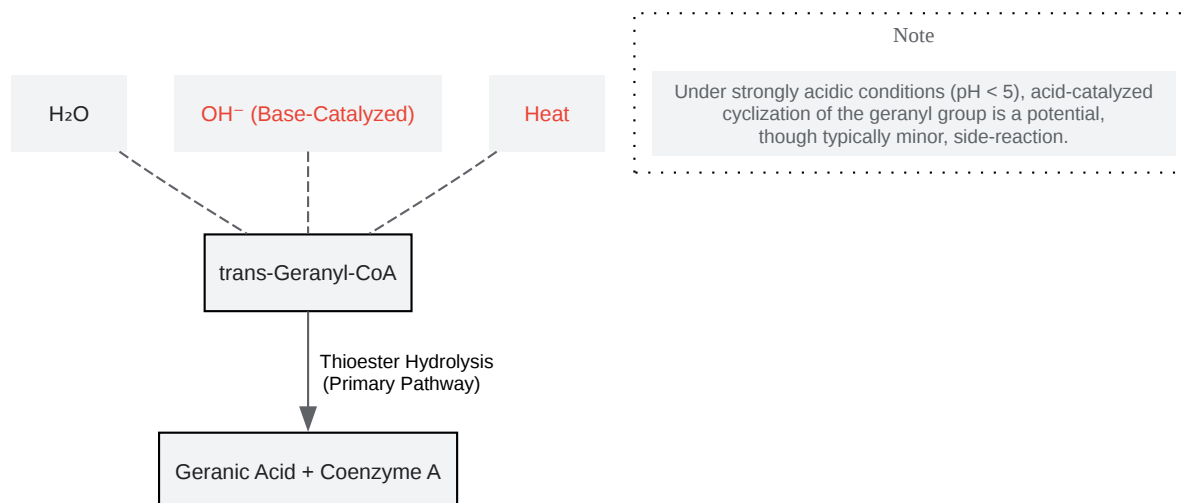 Note
H₂O
OH⁻ (Base-Catalyzed)
Heat
Under strongly acidic conditions (pH < 5), acid-catalyzed
cyclization of the geranyl group is a potential,
though typically minor, side-reaction.
trans-Geranyl-CoA
Thioester Hydrolysis
(Primary Pathway)
Geranic Acid + Coenzyme A